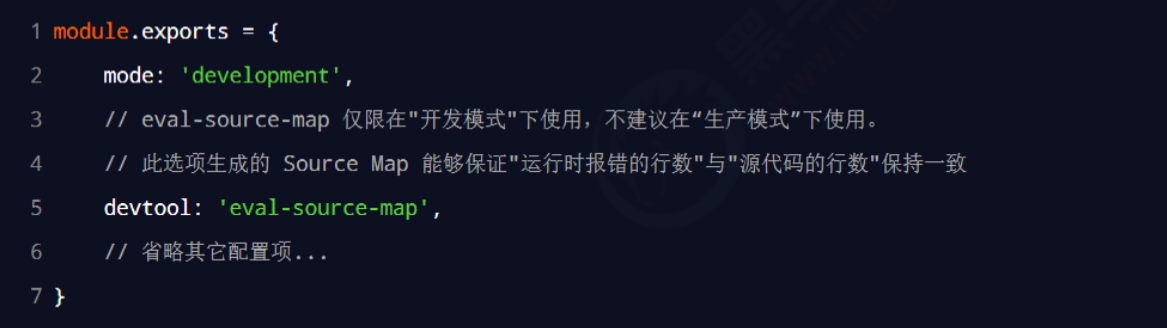 1 module.exports = {
2 mode: 'development',
3 // eval-source-map 仅限在"开发模式"下使用，不建议在“生产模式”下使用。
4 // 此选项生成的 Source Map 能够保证"运行时报错的行数"与"源代码的行数"保持一致
5 devtool: 'eval-source-map',
6 // 省略其它配置项...
7 }